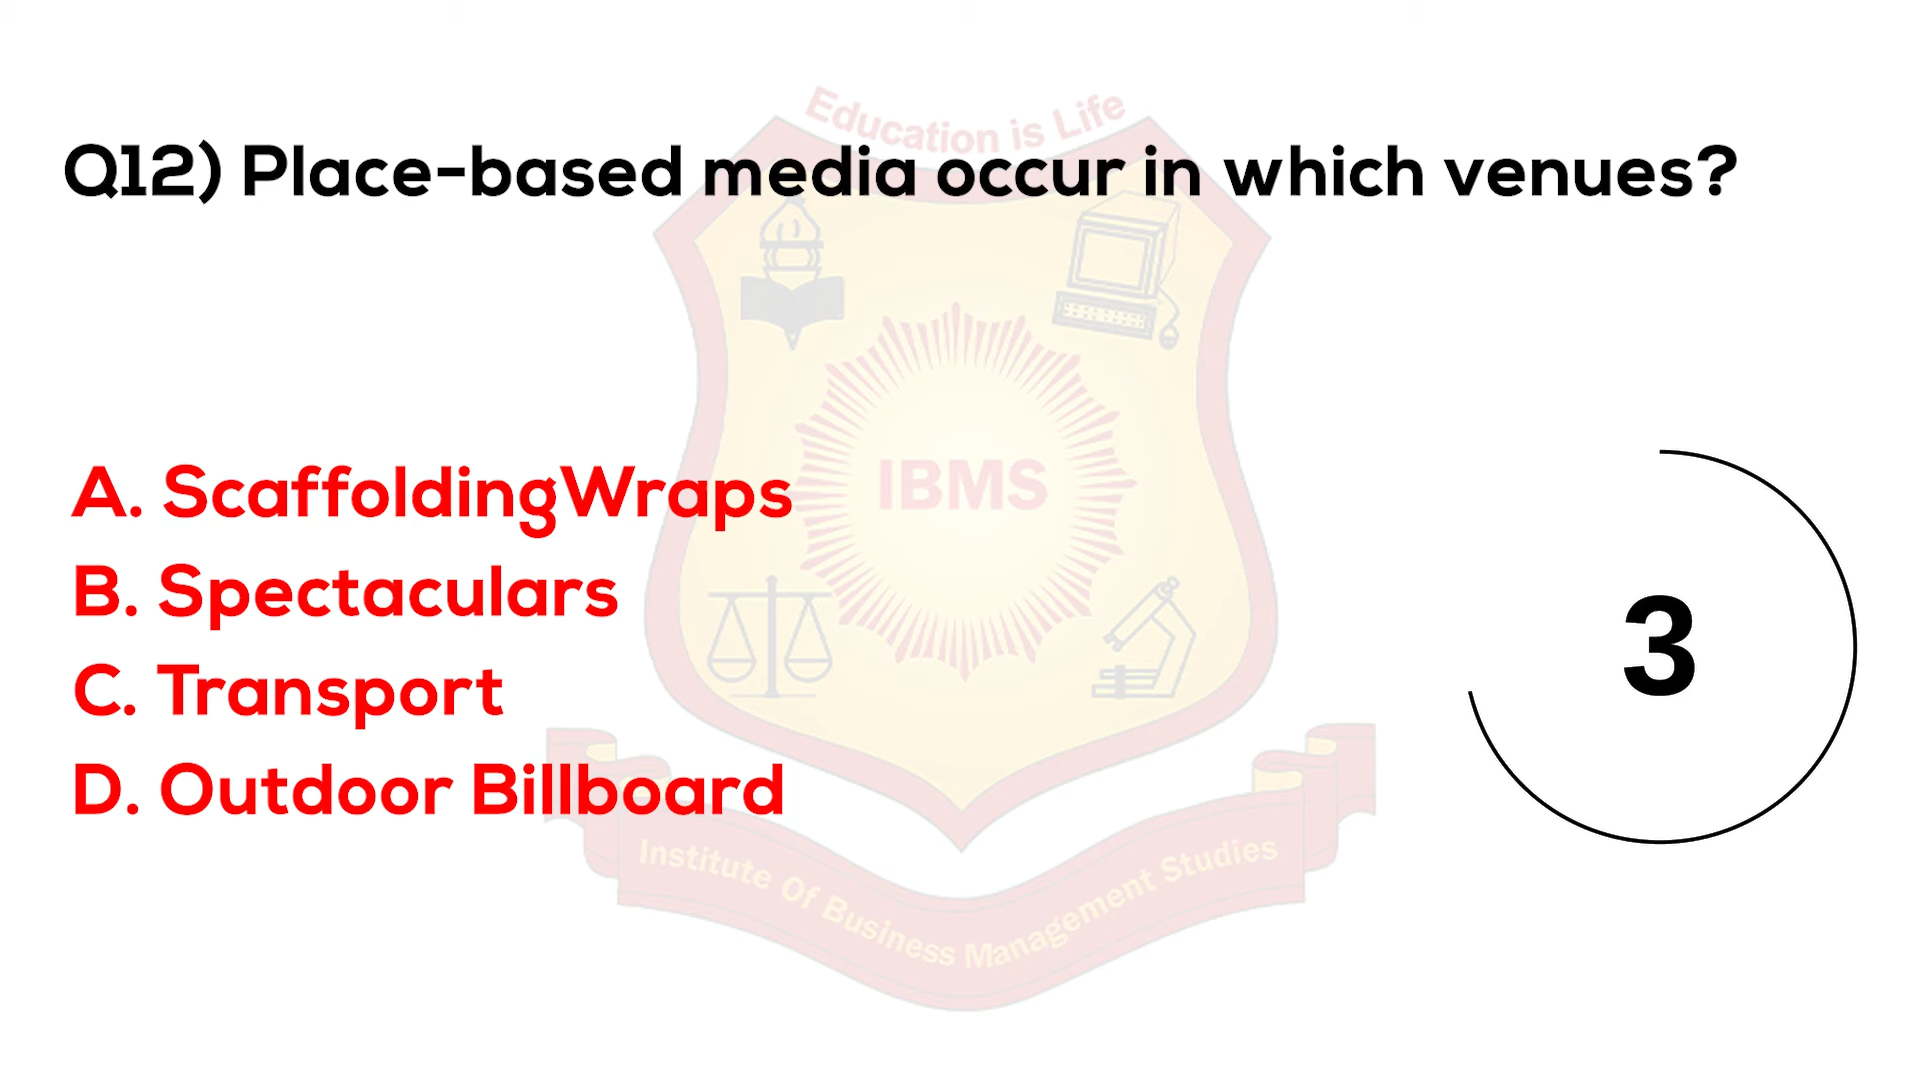 Education is Life
Q12) Place-based media occur in which venues?
IBMS
A. ScaffoldingWraps
B. Spectaculars
C. Transport
D. Outdoor Billboard
3
Institute Of Business Management Studies